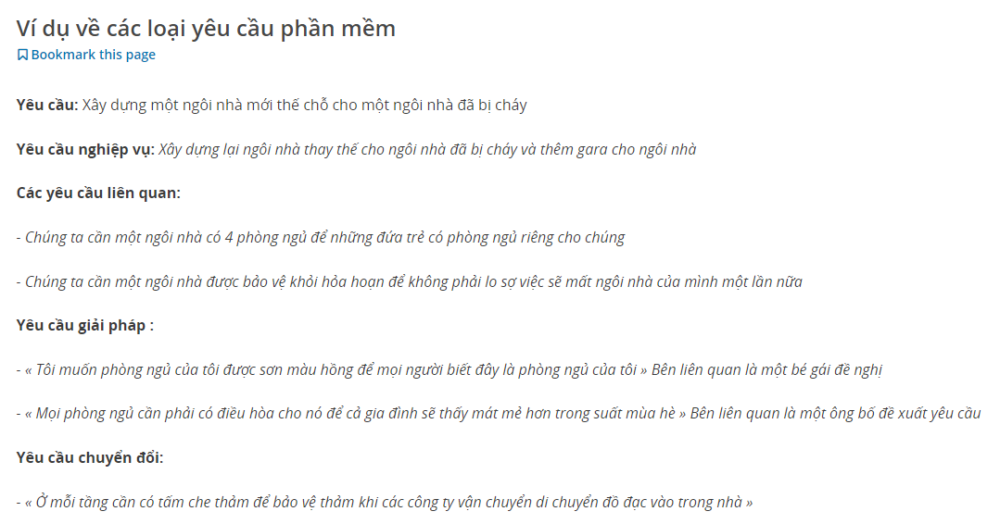 Ví dụ về các loại yêu cầu phần mềm
Bookmark this page
Yêu cầu: Xây dựng một ngôi nhà mới thế chỗ cho một ngôi nhà đã bị cháy
Yêu cầu nghiệp vụ: Xây dựng lại ngôi nhà thay thế cho ngôi nhà đã bị cháy và thêm gara cho ngôi nhà
Các yêu cầu liên quan:
- Chúng ta cần một ngôi nhà có 4 phòng ngủ để những đứa trẻ có phòng ngủ riêng cho chúng
- Chúng ta cần một ngôi nhà được bảo vệ khỏi hỏa hoạn để không phải lo sợ việc sẽ mất ngôi nhà của mình một lần nữa
Yêu cầu giải pháp :
- « Tôi muốn phòng ngủ của tôi được sơn màu hồng để mọi người biết đây là phòng ngủ của tôi » Bên liên quan là một bé gái đề nghị
- « Mọi phòng ngủ cần phải có điều hòa cho nó để cả gia đình sẽ thấy mát mẻ hơn trong suốt mùa hè » Bên liên quan là một ông bố đề xuất yêu cầu
Yêu cầu chuyển đổi:
- « Ở mỗi tầng cần có tấm che thảm để bảo vệ thảm khi các công ty vận chuyển di chuyển đồ đạc vào trong nhà »